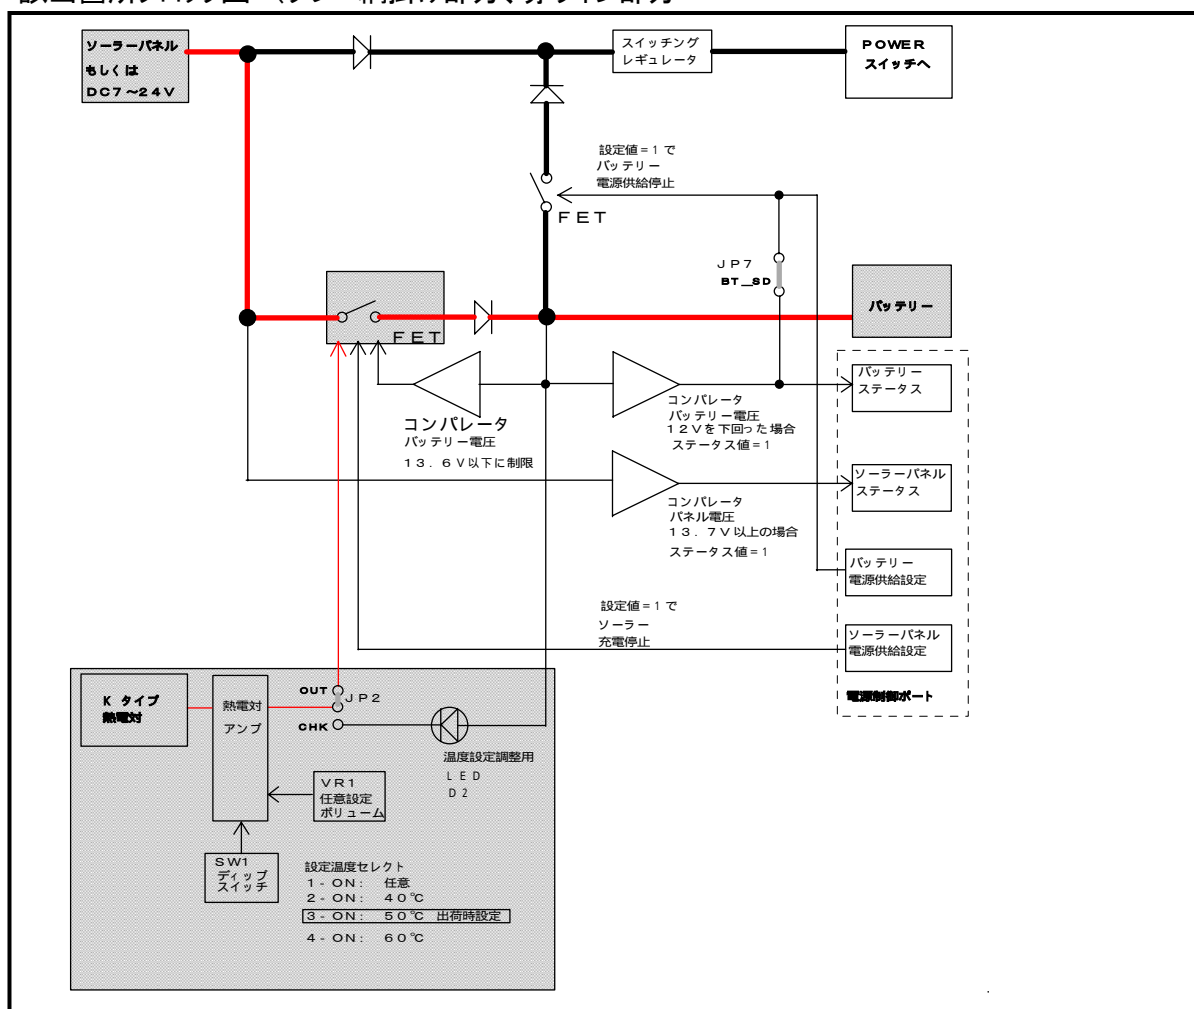 ソーラーパネル
もしくは
DC7~24V
スイッチング
レギュレータ
POWER
スイッチへ
設定値=1で
バッテリー
電源供給停止
FET
JP7
BT_SD
バッテリー
FET
コンパレータ
バッテリー電圧
13.6V以下に制限
コンパレータ
バッテリー電圧
12Vを下回った場合
ステータス値=1
バッテリー
ステータス
ソーラーパネル
ステータス
コンパレータ
パネル電圧
13.7V以上の場合
ステータス値=1
バッテリー
電源供給設定
設定値=1で
ソーラー
充電停止
ソーラーパネル
電源供給設定
電源制御ポート
Kタイプ
熱電対
熱電対
アンプ
OUT
JP2
CHK
温度設定調整用
LED
D2
VR1
任意設定
ボリューム
SW1
ディップ
スイッチ
設定温度セレクト
1-ON: 任意
2-ON: 40℃
3-ON: 50℃ 出荷時設定
4-ON: 60℃